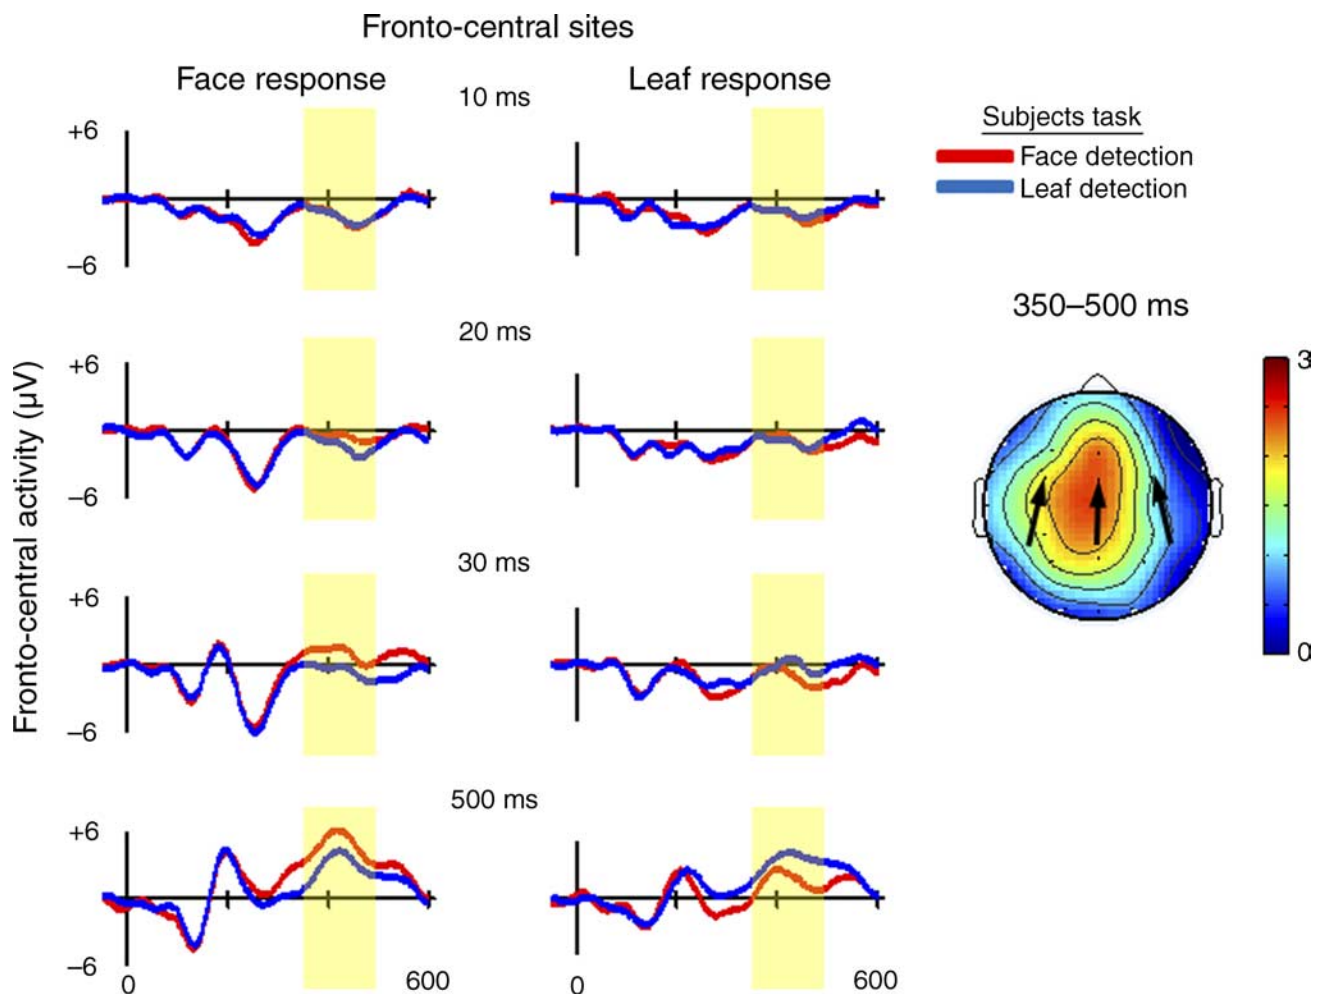 Fronto-central sites
Face response
Leaf response
10 ms
Subjects task
Face detection
Leaf detection
+6
–6
20 ms
+6
–6
350–500 ms
3
0
Fronto-central activity (µV)
30 ms
+6
–6
500 ms
+6
–6
0
600
0
600